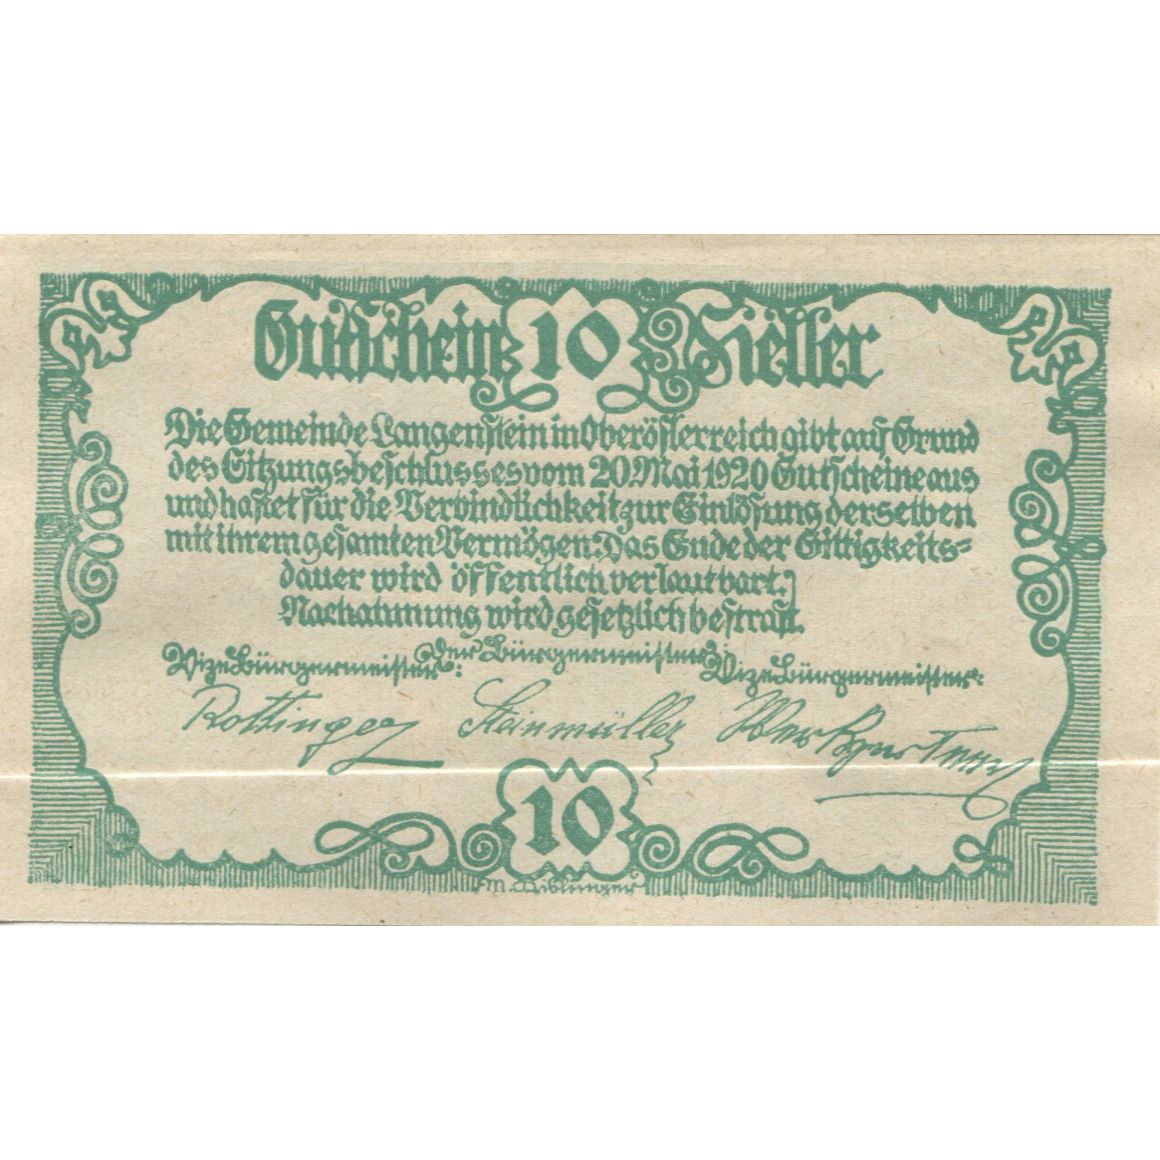 Gutschein 10 Heller
Die Gemeinde Langenstein in Oberösterreich gibt auf Grund
des Sitzungsbeschlusses vom 20. Mai 1920 Gutscheine aus
und haftet für die Verbindlichkeit zur Einlösung derselben
mit ihrem gesamten Vermögen. Das Ende der Giltigkeits-
dauer wird öffentlich verlautbart.
Nachahmung wird gesetzlich bestraft.
Vizebürgermeister: der Bürgermeister: Vizebürgermeister:
Steinmüller
10